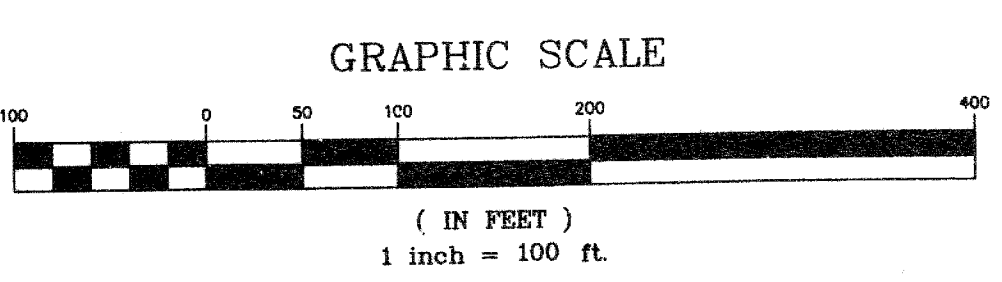 GRAPHIC SCALE
100 0 50 100 200 400
( IN FEET )
1 inch = 100 ft.